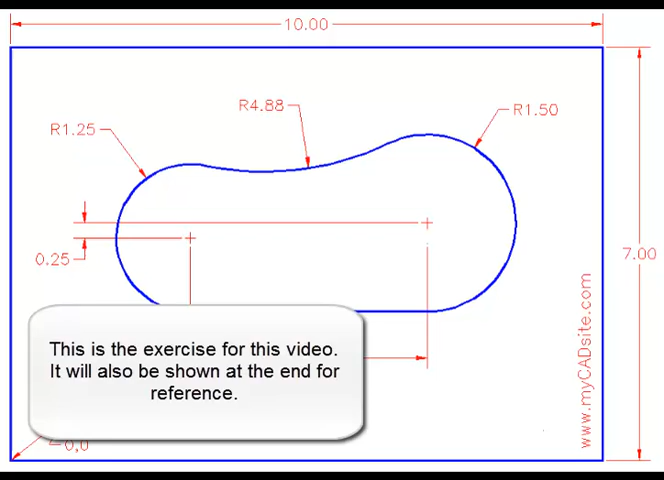 10.00
R4.88
R1.50
R1.25
0.25
7.00
www.myCADsite.com
This is the exercise for this video.
It will also be shown at the end for
reference.
0,0